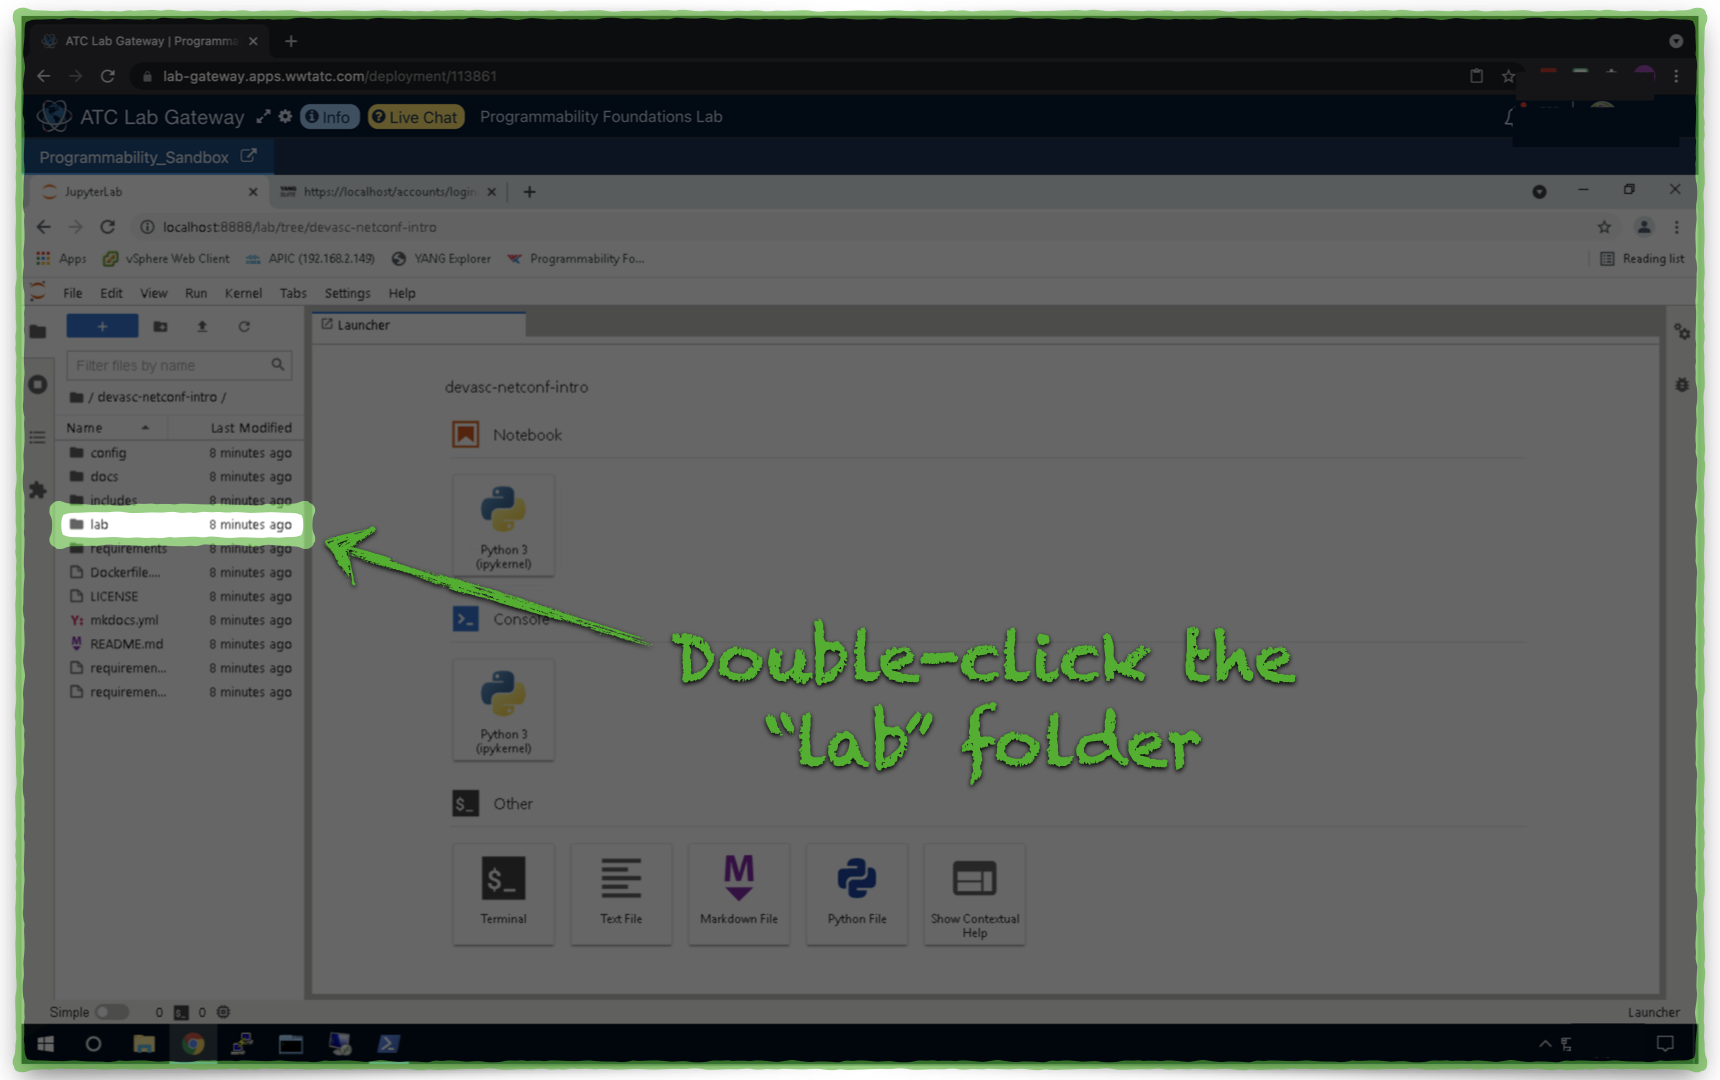 ATC Lab Gateway | Programma
lab-gateway.apps.wwtatc.com/deployment/113861
ATC Lab Gateway Info Live Chat Programmability Foundations Lab
Programmability_Sandbox
JupyterLab https://localhost/accounts/login
localhost:8888/lab/tree/devasc-netconf-intro
Apps vSphere Web Client APIC (192.168.2.149) YANG Explorer Programmability Fo... Reading list
File Edit View Run Kernel Tabs Settings Help
Launcher
Filter files by name
/ devasc-netconf-intro /
Name Last Modified
config 8 minutes ago
docs 8 minutes ago
includes 8 minutes ago
lab 8 minutes ago
requirements 8 minutes ago
Dockerfile.... 8 minutes ago
LICENSE 8 minutes ago
mkdocs.yml 8 minutes ago
README.md 8 minutes ago
requiremen... 8 minutes ago
requiremen... 8 minutes ago
devasc-netconf-intro
Notebook
Python 3
(ipykernel)
Console
Python 3
(ipykernel)
Double-click the
“lab” folder
$_ Other
$_
Terminal
Text File
M
Markdown File
Python File
Show Contextual
Help
Simple 0 $_ 0 Launcher